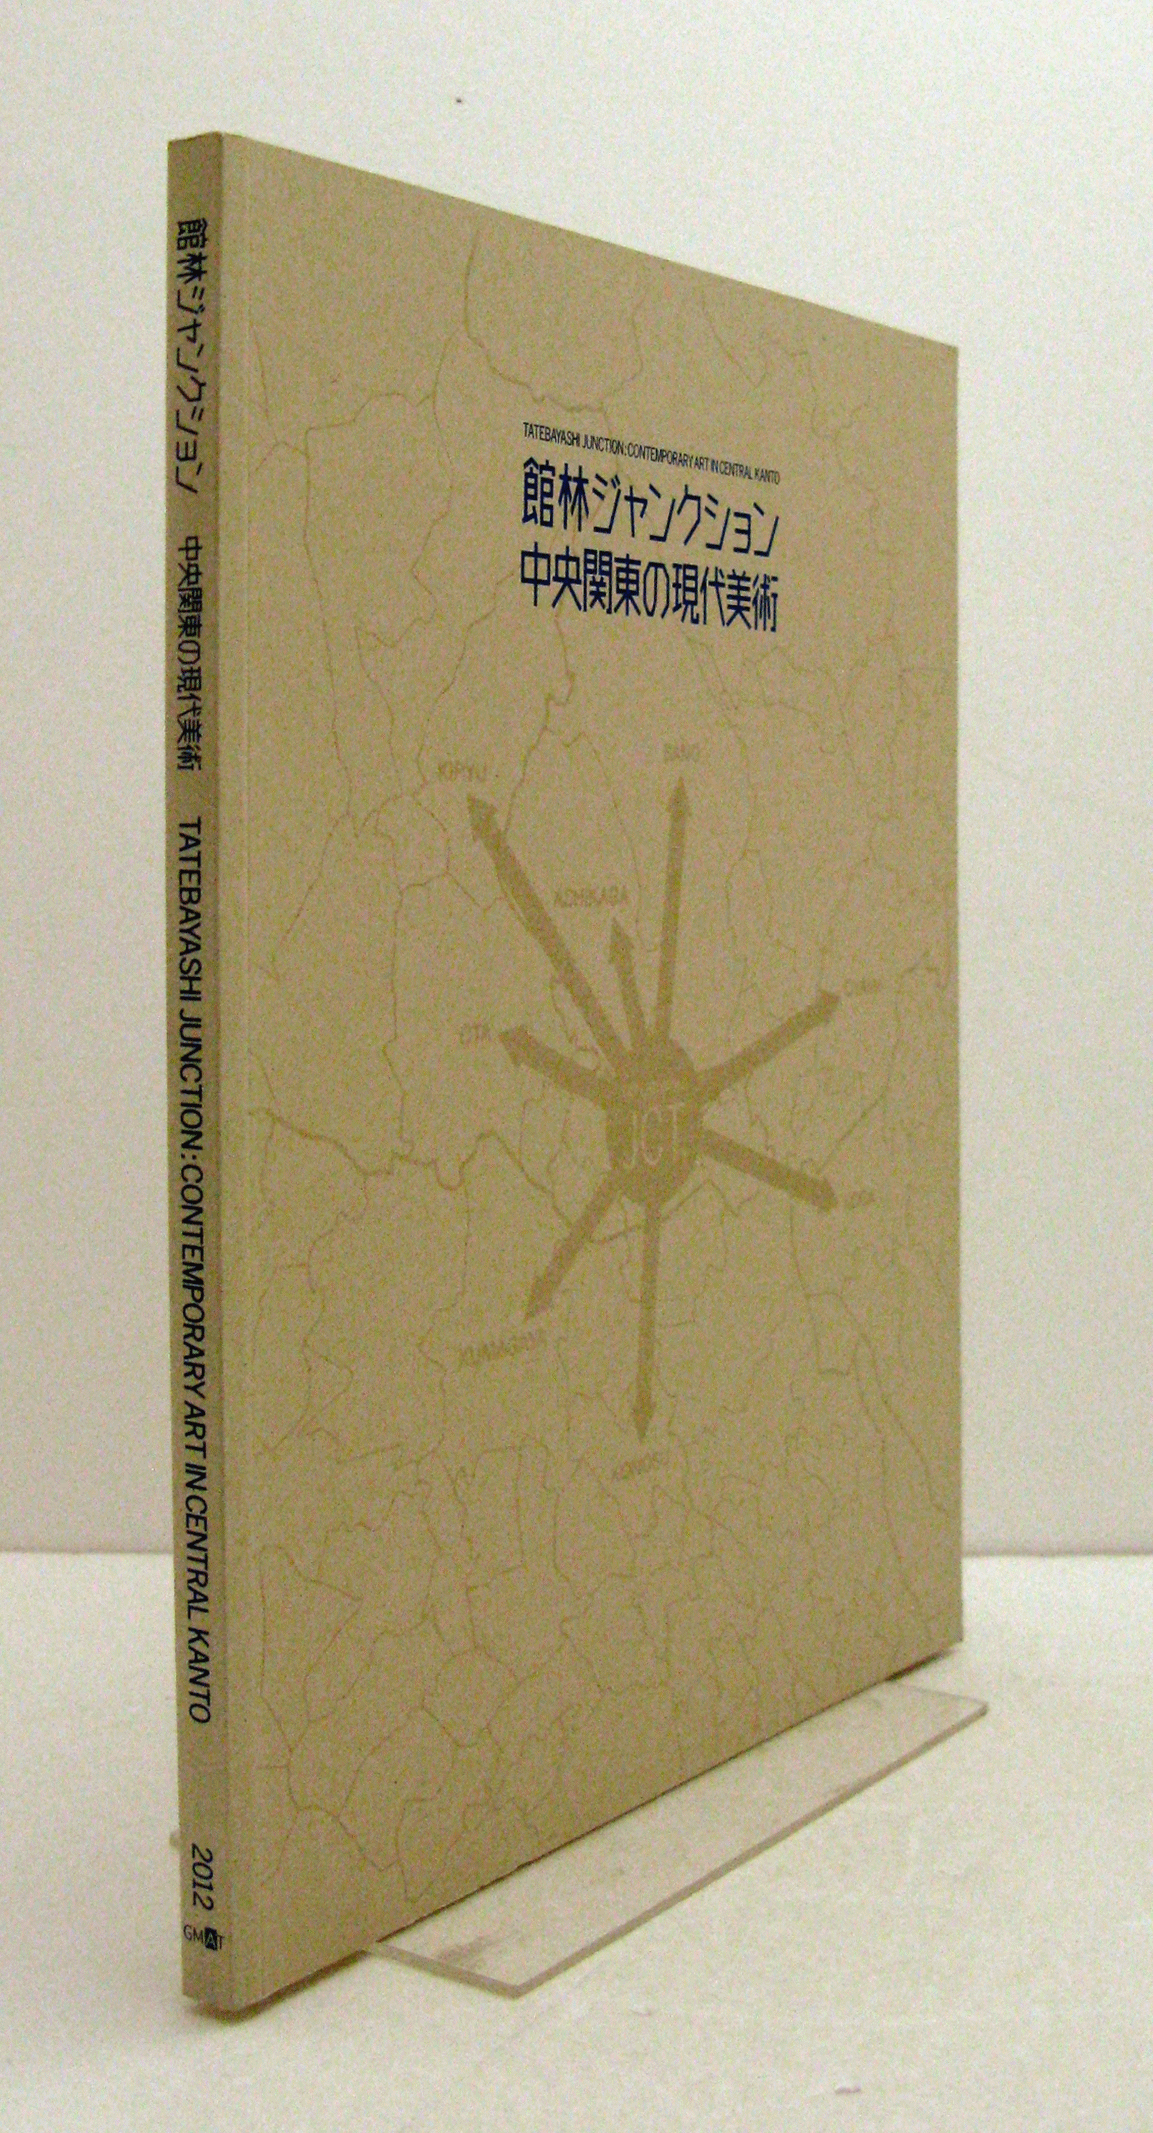 館林ジャンクション 中央関東の現代美術 TATEBAYASHI JUNCTION:CONTEMPORARY ART IN CENTRAL KANTO 2012
GMAT
TATEBAYASHI JUNCTION:CONTEMPORARY ART IN CENTRAL KANTO
館林ジャンクション
中央関東の現代美術
KIRYU
SANO
ASHIKAGA
OTA
JCT.
KUMAGAYA
KONOSU